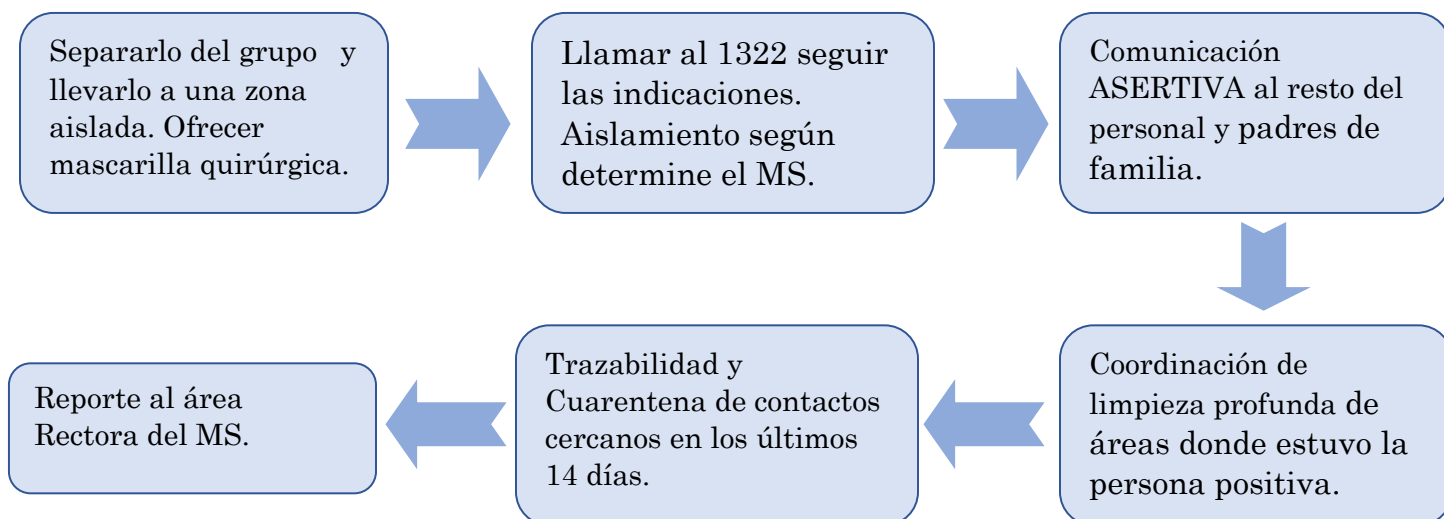 Separarlo del grupo y
llevarlo a una zona
aislada. Ofrecer
mascarilla quirúrgica.
Llamar al 1322 seguir
las indicaciones.
Aislamiento según
determine el MS.
Comunicación
ASERTIVA al resto del
personal y padres de
familia.
Coordinación de
limpieza profunda de
áreas donde estuvo la
persona positiva.
Trazabilidad y
Cuarentena de contactos
cercanos en los últimos
14 días.
Reporte al área
Rectora del MS.